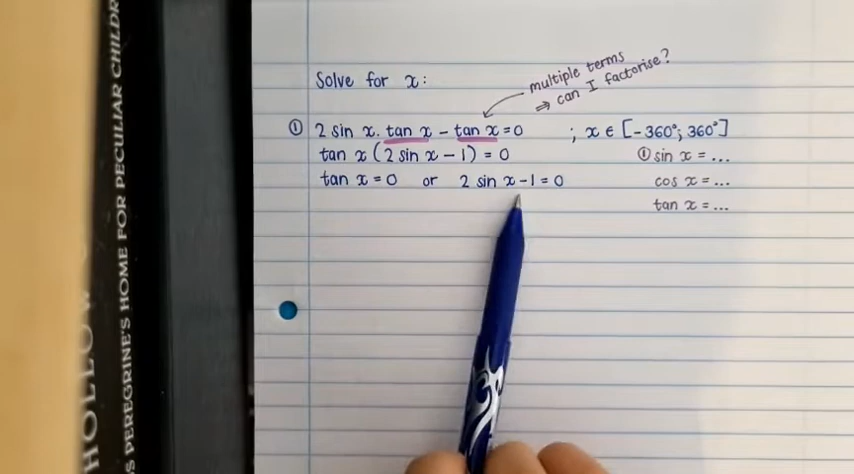 HOLLOW
S PEREGRINE'S HOME FOR PECULIAR CHILDR
Solve for x:
multiple terms
⇒ can I factorise?
① 2 sin x. tan x - tan x = 0 ; x ∈ [-360°; 360°]
tan x (2 sin x - 1) = 0 ① sin x = ...
tan x = 0 or 2 sin x - 1 = 0 cos x = ...
tan x = ...